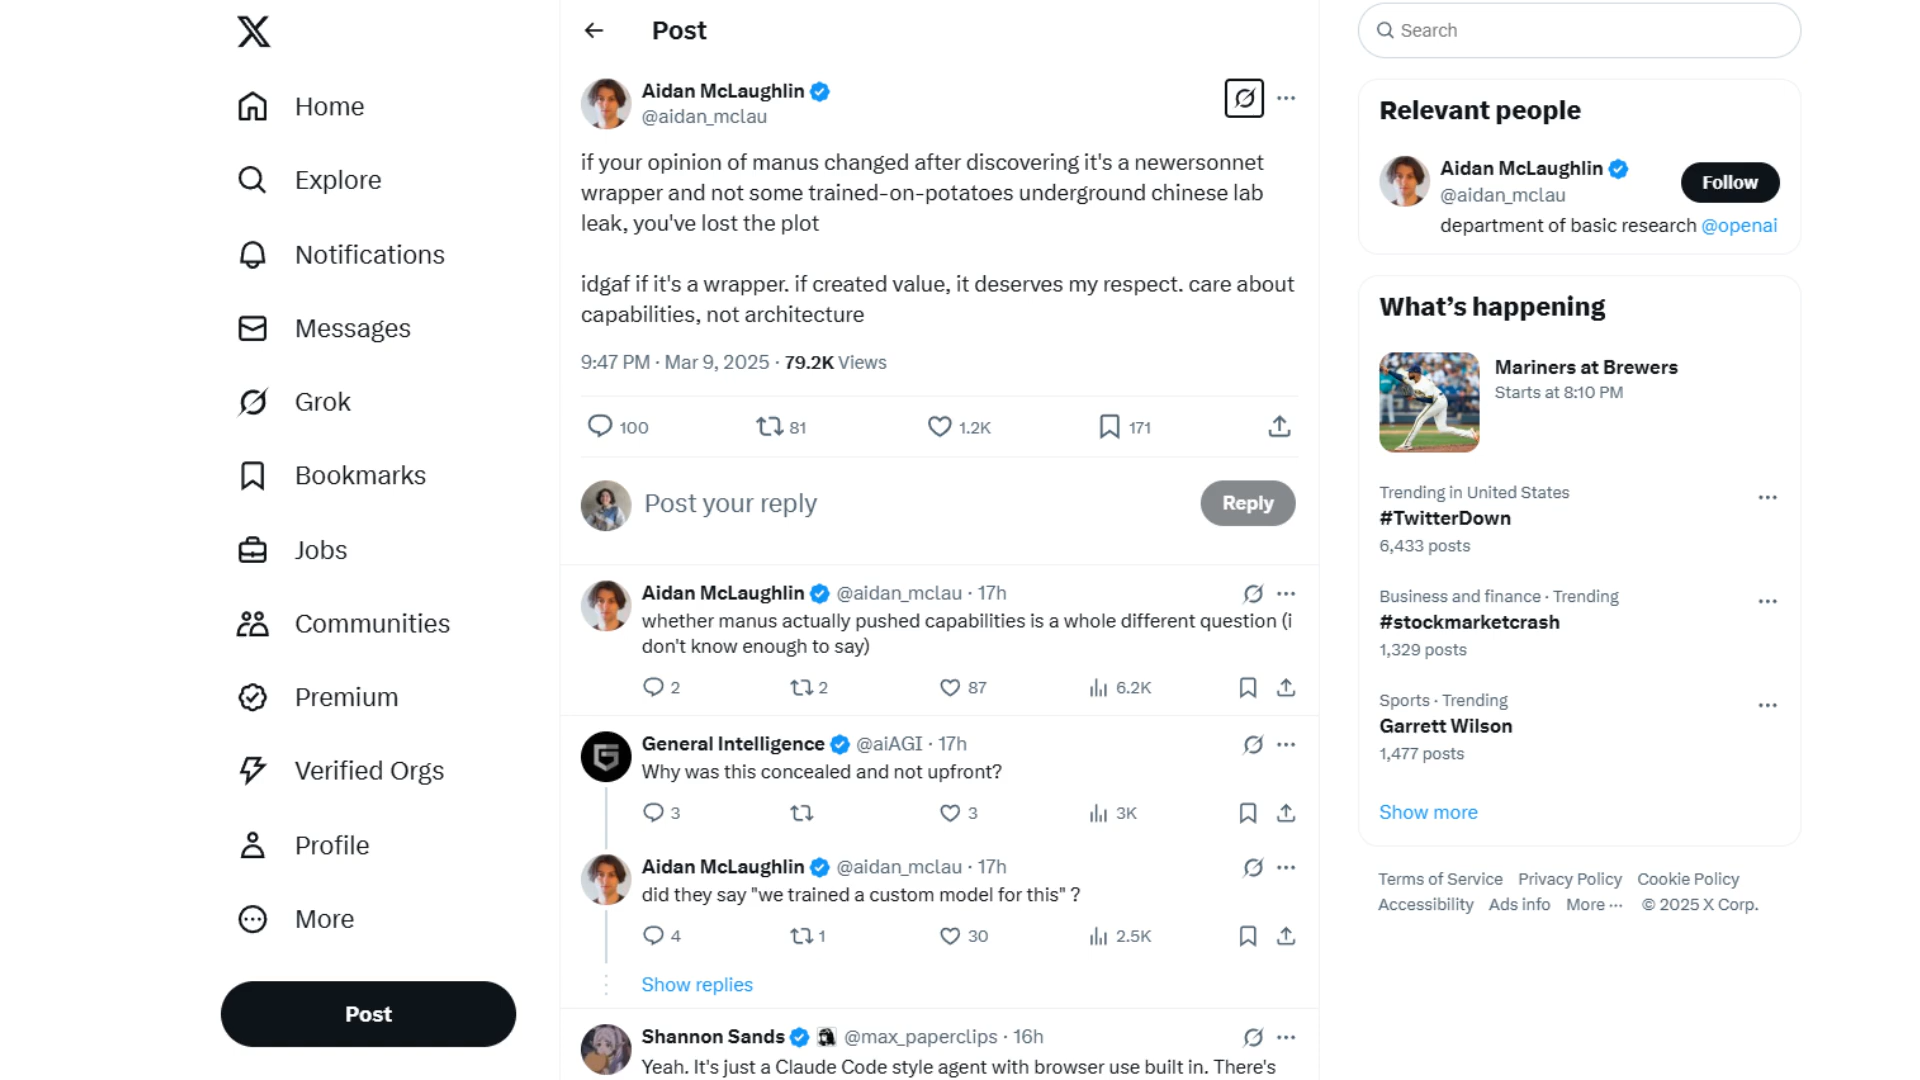 Home
Explore
Notifications
Messages
Grok
Bookmarks
Jobs
Communities
Premium
Verified Orgs
Profile
More
Post
Post
Aidan McLaughlin
@aidan_mclau
if your opinion of manus changed after discovering it's a newersonnet
wrapper and not some trained-on-potatoes underground chinese lab
leak, you've lost the plot
idgaf if it's a wrapper. if created value, it deserves my respect. care about
capabilities, not architecture
9:47 PM · Mar 9, 2025 · 79.2K Views
100 81 1.2K 171
Post your reply
Reply
Aidan McLaughlin @aidan_mclau · 17h
whether manus actually pushed capabilities is a whole different question (i
don't know enough to say)
2 2 87 6.2K
General Intelligence @aiAGI · 17h
Why was this concealed and not upfront?
3 3 3K
Aidan McLaughlin @aidan_mclau · 17h
did they say "we trained a custom model for this" ?
4 1 30 2.5K
Show replies
Shannon Sands @max_paperclips · 16h
Yeah. It's just a Claude Code style agent with browser use built in. There's
Search
Relevant people
Aidan McLaughlin
@aidan_mclau
Follow
department of basic research @openai
What's happening
Mariners at Brewers
Starts at 8:10 PM
Trending in United States
#TwitterDown
6,433 posts
Business and finance · Trending
#stockmarketcrash
1,329 posts
Sports · Trending
Garrett Wilson
1,477 posts
Show more
Terms of Service Privacy Policy Cookie Policy
Accessibility Ads info More ··· © 2025 X Corp.